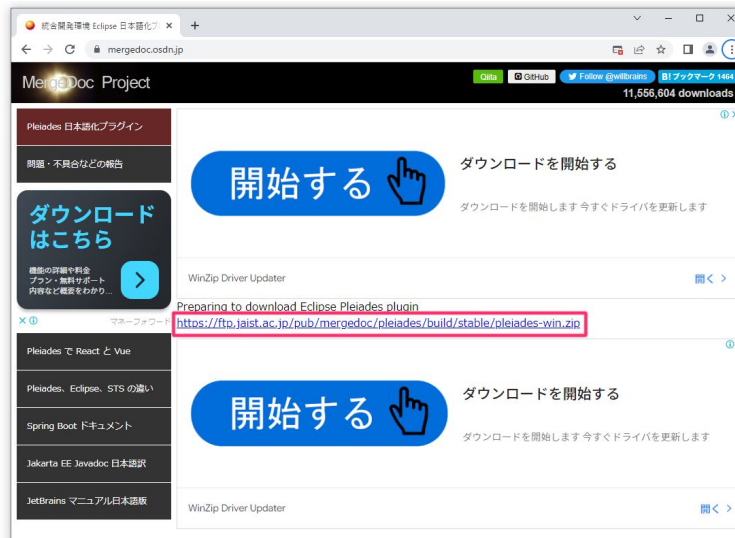 統合開発環境 Eclipse 日本語化プ
mergedoc.osdn.jp
MergeDoc Project
Qiita
GitHub
Follow @willbrains
B! ブックマーク 1464
11,556,604 downloads
Pleiades 日本語化プラグイン
問題・不具合などの報告
ダウンロード
はこちら
機能の詳細や料金
プラン・無料サポート
内容など概要をわかり...
マネーフォワード
Pleiades で React と Vue
Pleiades、Eclipse、STS の違い
Spring Boot ドキュメント
Jakarta EE Javadoc 日本語訳
JetBrains マニュアル日本語版
開始する
ダウンロードを開始する
ダウンロードを開始します 今すぐドライバを更新します
WinZip Driver Updater
開く
Preparing to download Eclipse Pleiades plugin
https://ftp.jaist.ac.jp/pub/mergedoc/pleiades/build/stable/pleiades-win.zip
開始する
ダウンロードを開始する
ダウンロードを開始します 今すぐドライバを更新します
WinZip Driver Updater
開く